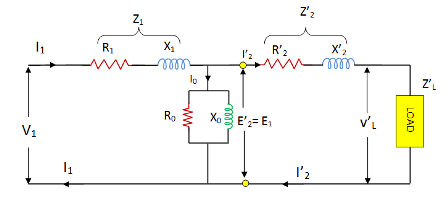 Z₁
Z'₂
I₁
R₁
X₁
I'₂
R'₂
X'₂
I₀
Z'L
R₀
X₀
E'₂= E₁
V₁
v'L
LOAD
I₁
I'₂